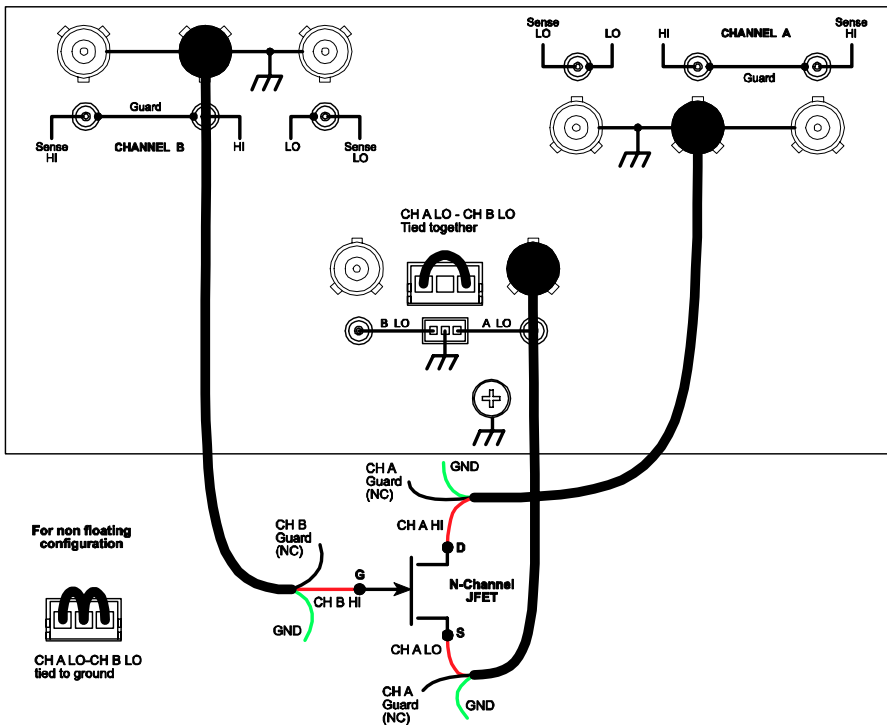 Sense
LO
LO
HI
CHANNEL A
Sense
HI
Guard
Guard
Sense
HI
CHANNEL B
HI
LO
Sense
LO
CH A LO - CH B LO
Tied together
B LO
A LO
CH A
Guard
(NC)
GND
CH A HI
D
For non floating
configuration
CH B
Guard
(NC)
G
N-Channel
JFET
CH B HI
GND
S
CH A LO
CH A LO-CH B LO
tied to ground
CH A
Guard
(NC)
GND